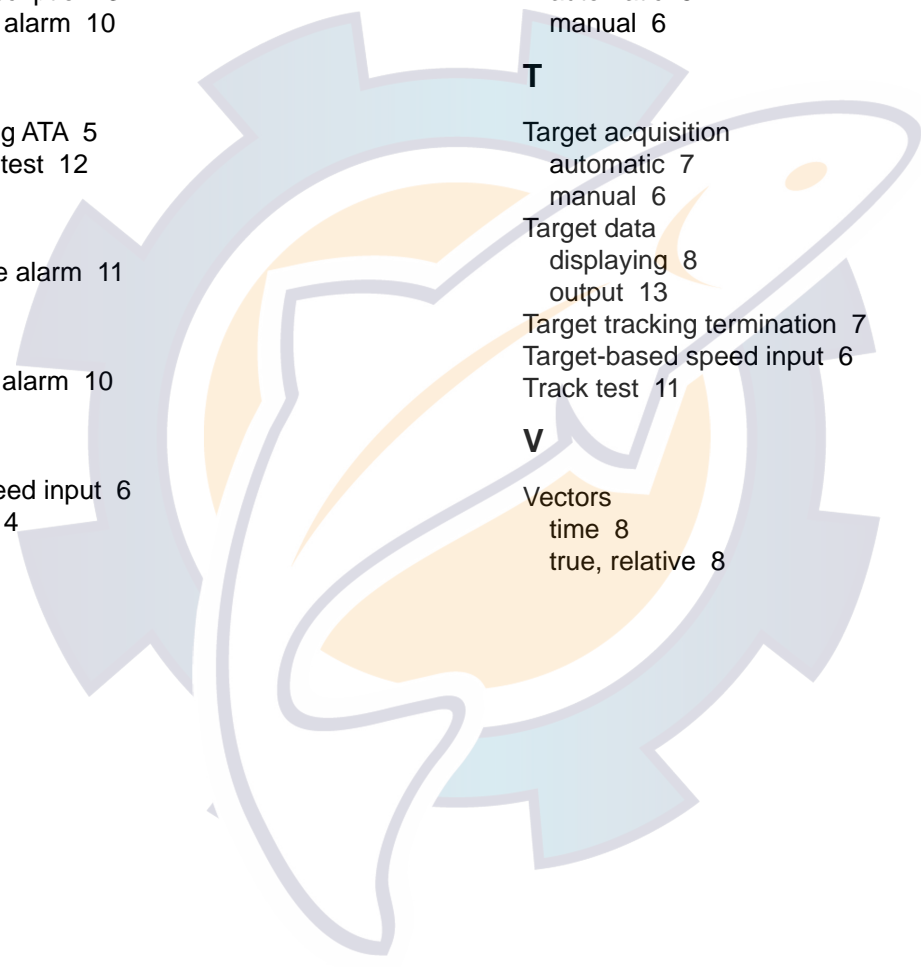 alarm 10
g ATA 5
test 12
e alarm 11
alarm 10
eed input 6
4
manual 6
T
Target acquisition
automatic 7
manual 6
Target data
displaying 8
output 13
Target tracking termination 7
Target-based speed input 6
Track test 11
V
Vectors
time 8
true, relative 8